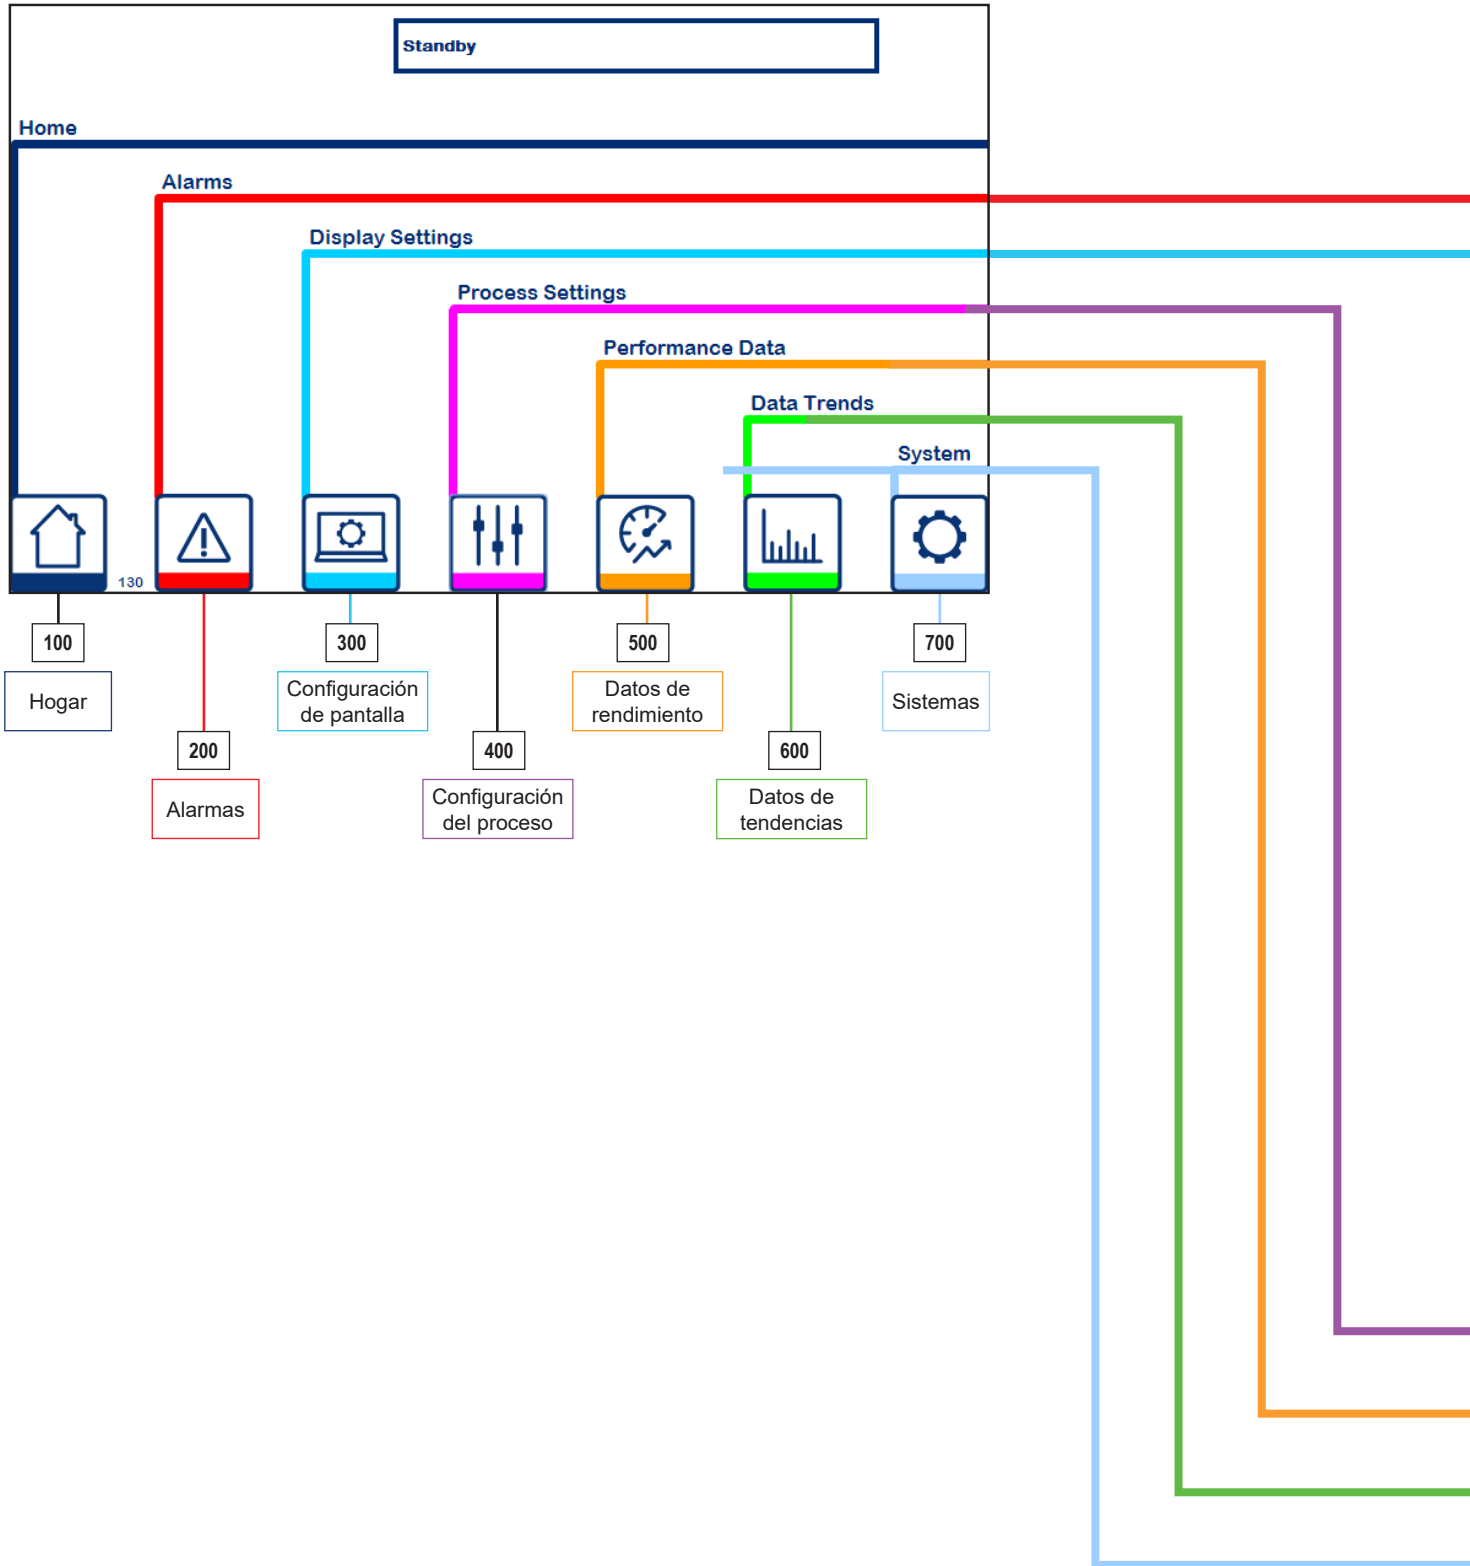 Standby
Home
Alarms
Display Settings
Process Settings
Performance Data
Data Trends
System
130
100
300
500
700
Hogar
Configuración
de pantalla
Datos de
rendimiento
Sistemas
200
400
600
Alarmas
Configuración
del proceso
Datos de
tendencias